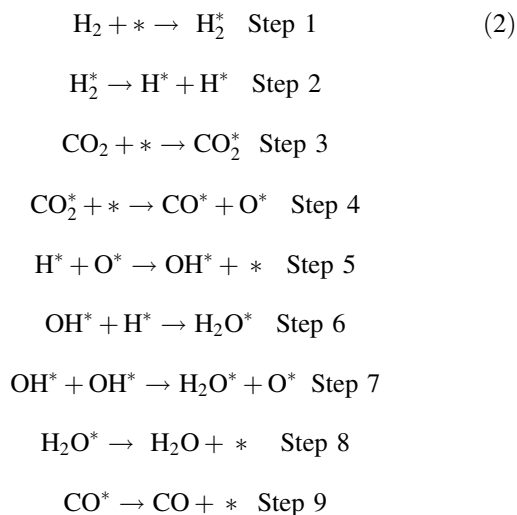 H₂ + * → H₂* Step 1 (2)
H₂* → H* + H* Step 2
CO₂ + * → CO₂* Step 3
CO₂* + * → CO* + O* Step 4
H* + O* → OH* + * Step 5
OH* + H* → H₂O* Step 6
OH* + OH* → H₂O* + O* Step 7
H₂O* → H₂O + * Step 8
CO* → CO + * Step 9